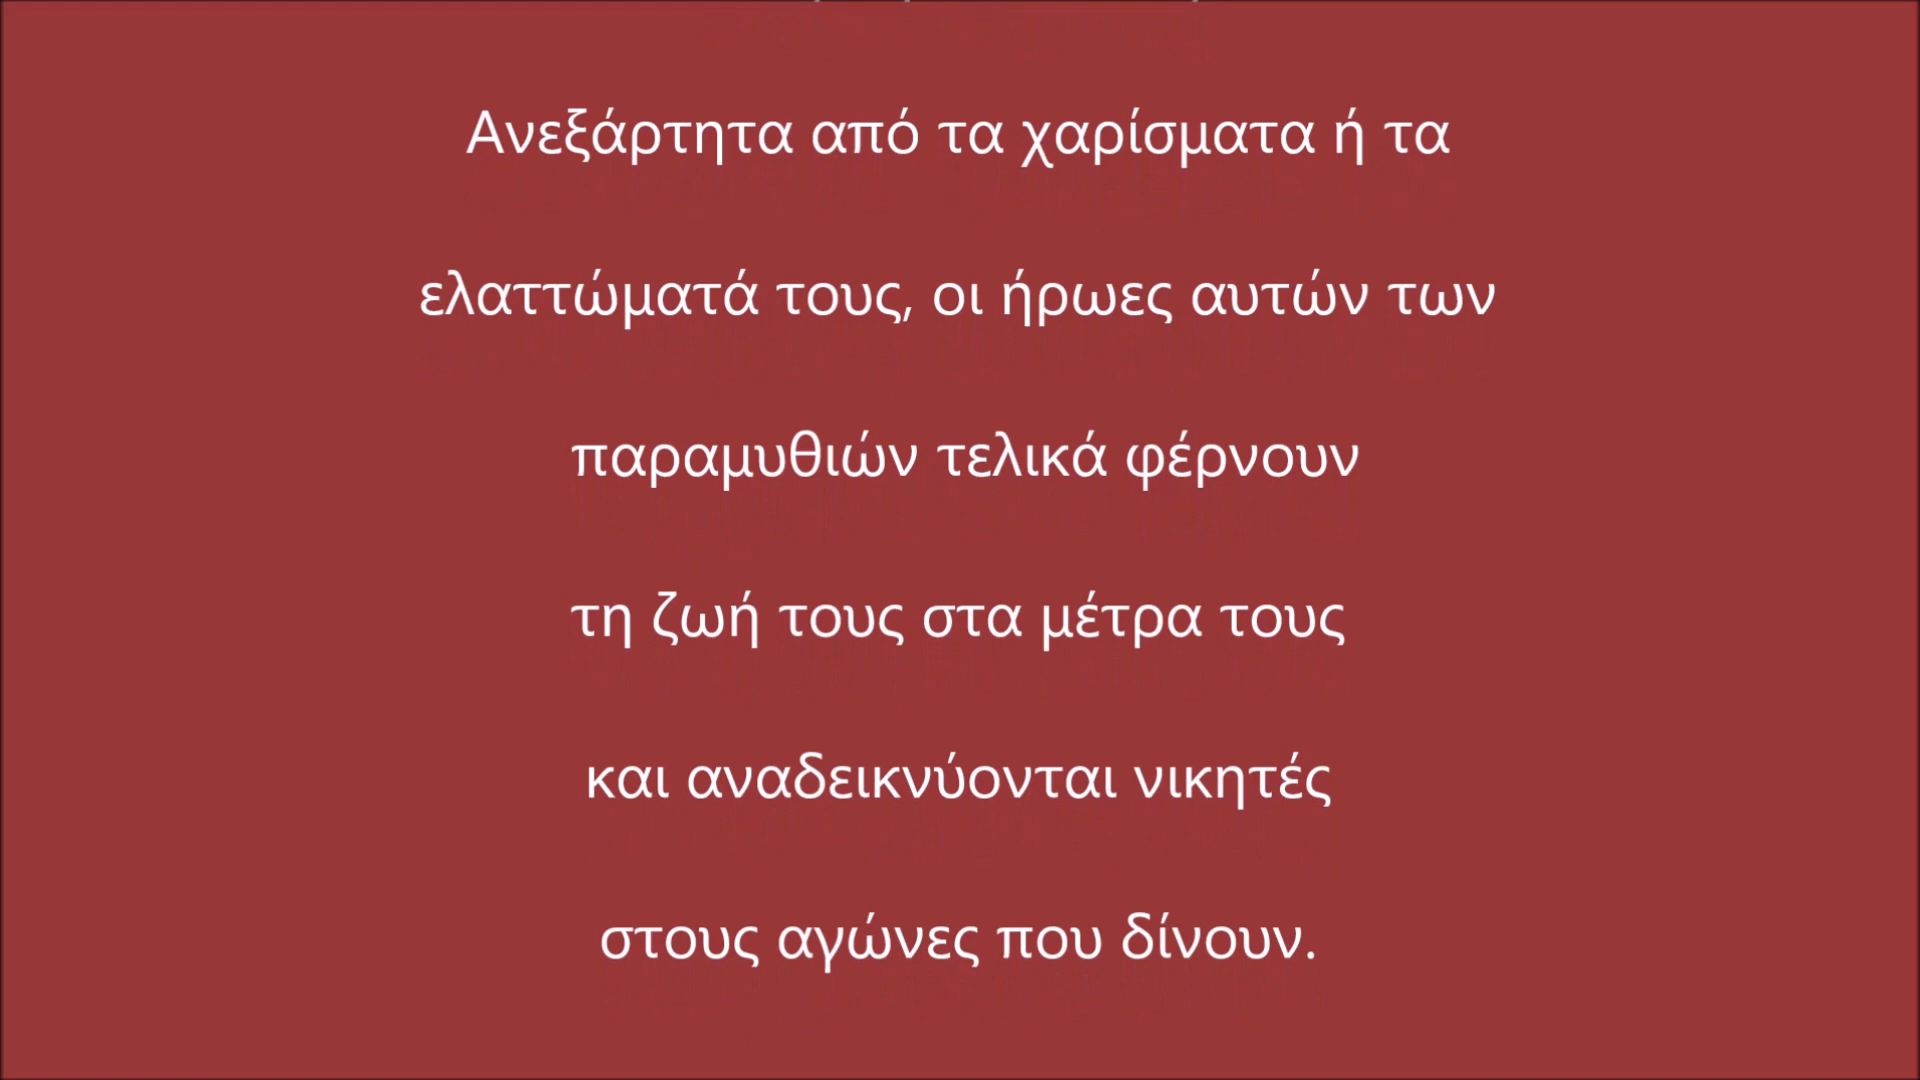 Ανεξάρτητα από τα χαρίσματα ή τα
ελαττώματά τους, οι ήρωες αυτών των
παραμυθιών τελικά φέρνουν
τη ζωή τους στα μέτρα τους
και αναδεικνύονται νικητές
στους αγώνες που δίνουν.